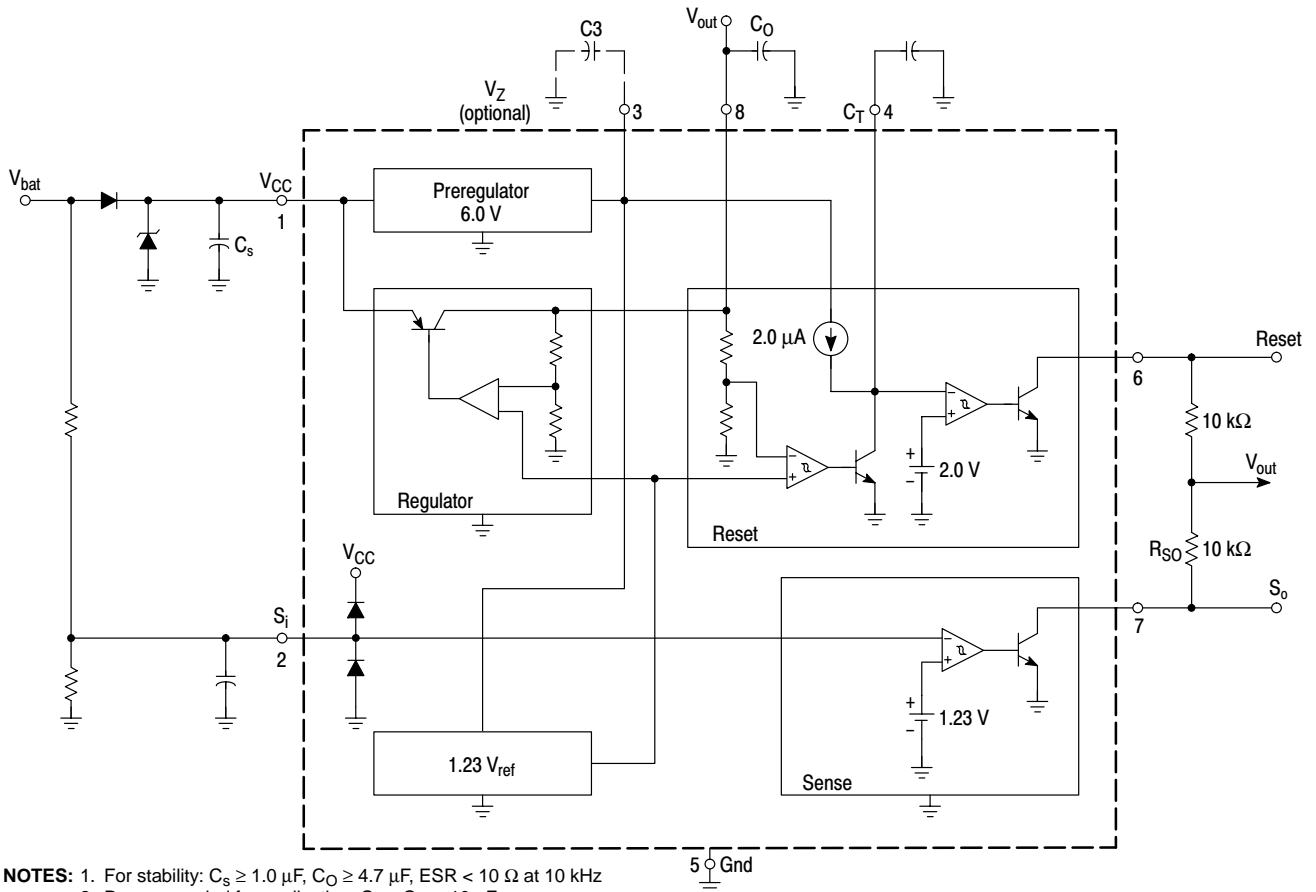 C3
Vout
CO
VZ
(optional)
3
8
CT 4
Vbat
VCC
1
Preregulator
6.0 V
Cs
2.0 μA
Reset
6
10 kΩ
2.0 V
Vout
Regulator
Reset
RSO
10 kΩ
VCC
Si
2
So
7
1.23 V
1.23 Vref
Sense
5 Gnd
NOTES: 1. For stability: Cs ≥ 1.0 μF, CO ≥ 4.7 μF, ESR < 10 Ω at 10 kHz